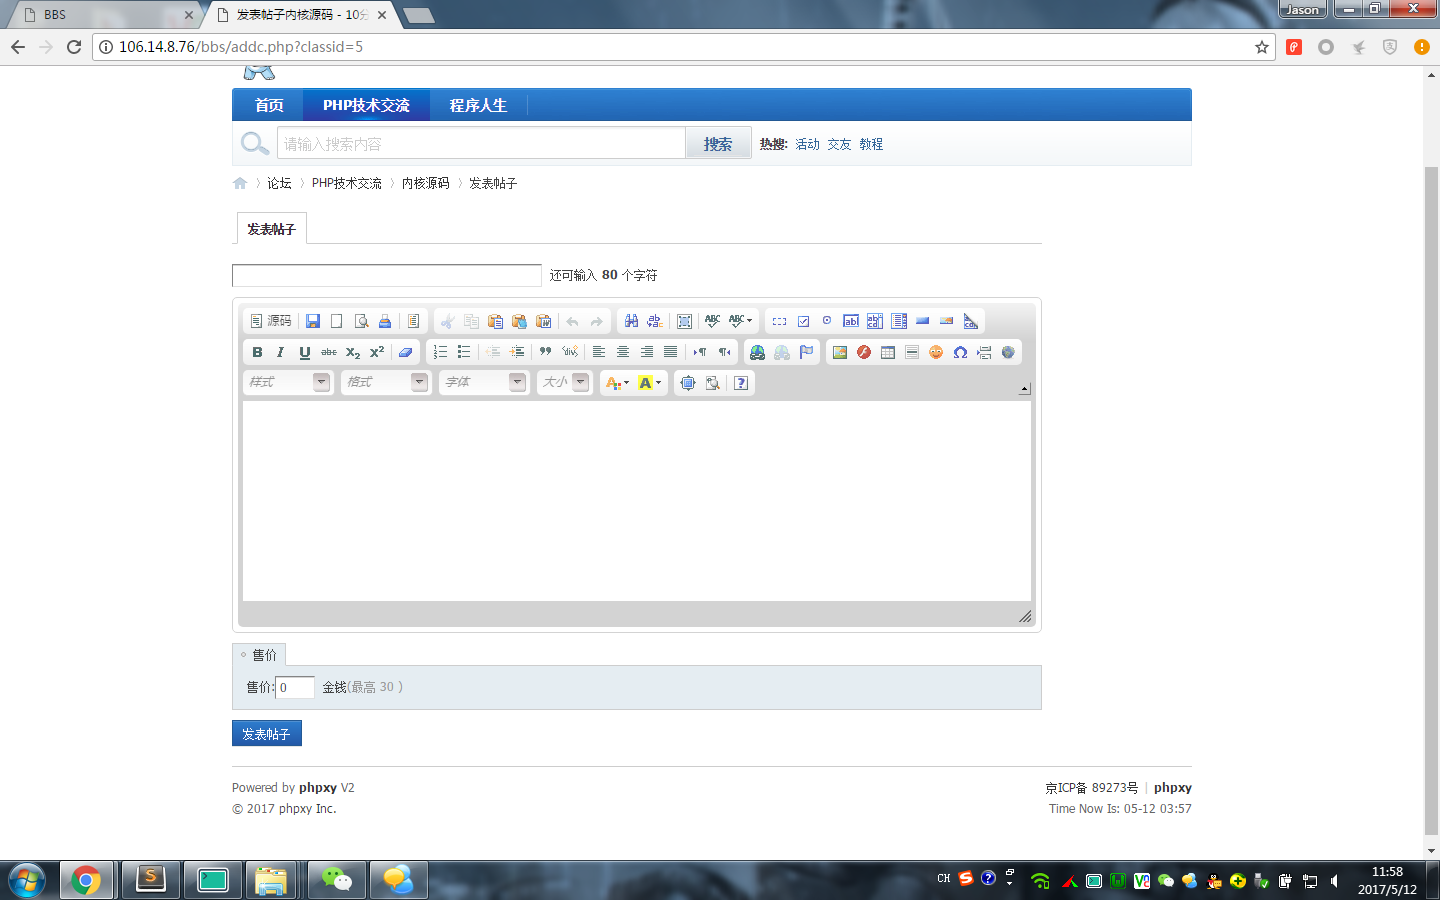 BBS
发表帖子内核源码 - 10分
Jason
106.14.8.76/bbs/addc.php?classid=5
首页 PHP技术交流 程序人生
请输入搜索内容 搜索 热搜: 活动 交友 教程
论坛 PHP技术交流 内核源码 发表帖子
发表帖子
还可输入 80 个字符
源码
样式 格式 字体 大小
售价
售价: 0 金钱(最高 30 )
发表帖子
Powered by phpxy V2
京ICP备 89273号 | phpxy
© 2017 phpxy Inc.
Time Now Is: 05-12 03:57
CH
11:58
2017/5/12